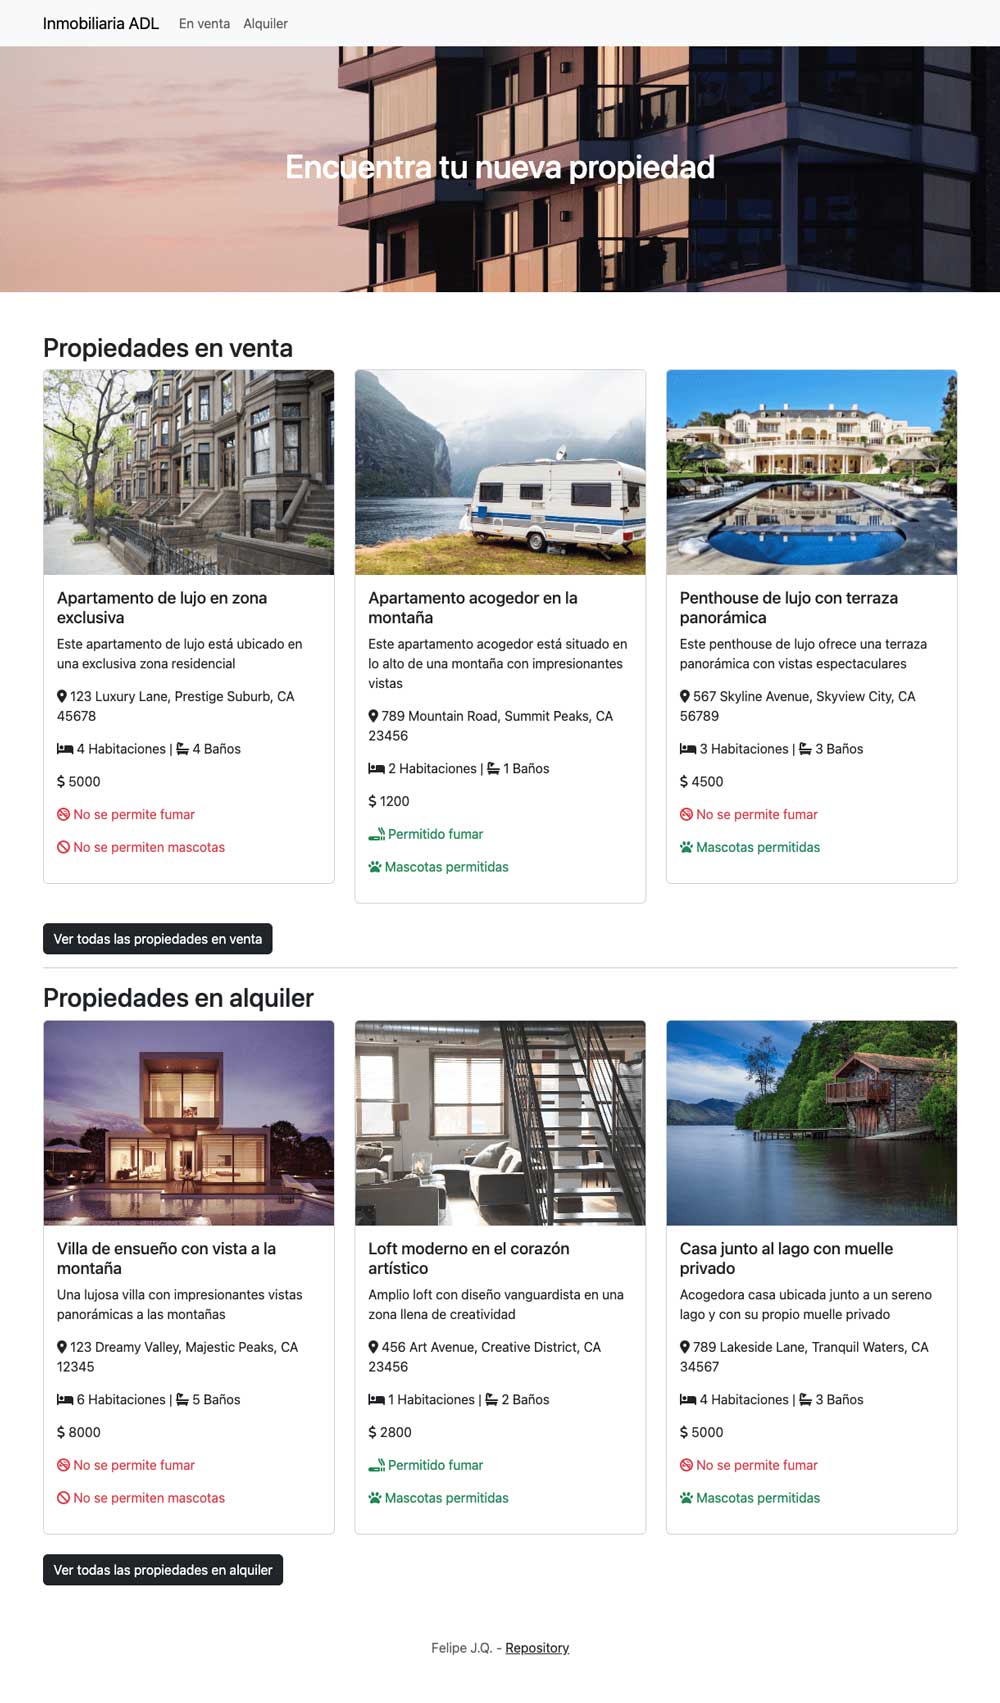 Inmobiliaria ADL En venta Alquiler
Encuentra tu nueva propiedad
Propiedades en venta
Apartamento de lujo en zona
exclusiva
Este apartamento de lujo está ubicado en
una exclusiva zona residencial
123 Luxury Lane, Prestige Suburb, CA
45678
4 Habitaciones | 4 Baños
$ 5000
No se permite fumar
No se permiten mascotas
Apartamento acogedor en la
montaña
Este apartamento acogedor está situado en
lo alto de una montaña con impresionantes
vistas
789 Mountain Road, Summit Peaks, CA
23456
2 Habitaciones | 1 Baños
$ 1200
Permitido fumar
Mascotas permitidas
Penthouse de lujo con terraza
panorámica
Este penthouse de lujo ofrece una terraza
panorámica con vistas espectaculares
567 Skyline Avenue, Skyview City, CA
56789
3 Habitaciones | 3 Baños
$ 4500
No se permite fumar
Mascotas permitidas
Ver todas las propiedades en venta
Propiedades en alquiler
Villa de ensueño con vista a la
montaña
Una lujosa villa con impresionantes vistas
panorámicas a las montañas
123 Dreamy Valley, Majestic Peaks, CA
12345
6 Habitaciones | 5 Baños
$ 8000
No se permite fumar
No se permiten mascotas
Loft moderno en el corazón
artístico
Amplio loft con diseño vanguardista en una
zona llena de creatividad
456 Art Avenue, Creative District, CA
23456
1 Habitaciones | 2 Baños
$ 2800
Permitido fumar
Mascotas permitidas
Casa junto al lago con muelle
privado
Acogedora casa ubicada junto a un sereno
lago y con su propio muelle privado
789 Lakeside Lane, Tranquil Waters, CA
34567
4 Habitaciones | 3 Baños
$ 5000
No se permite fumar
Mascotas permitidas
Ver todas las propiedades en alquiler
Felipe J.Q. - Repository